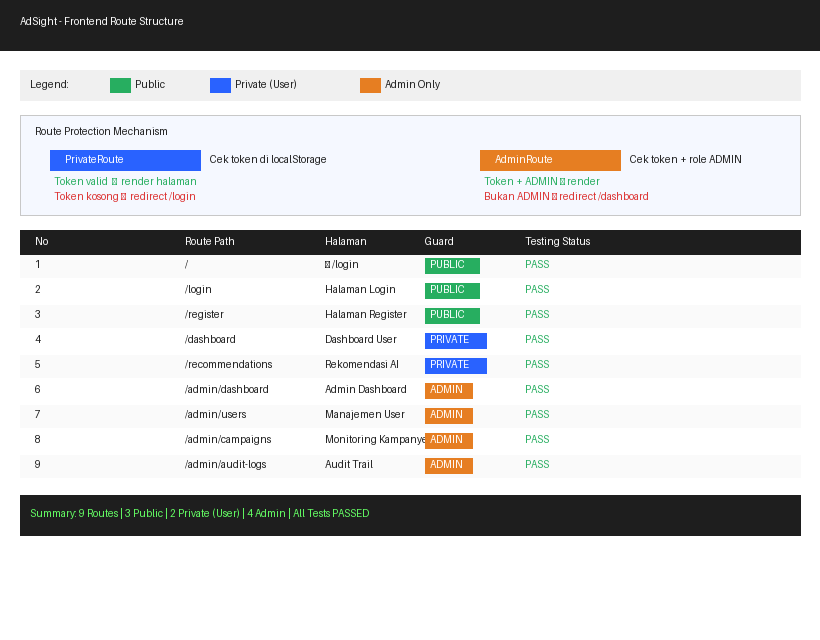 AdSight - Frontend Route Structure
Legend: Public Private (User) Admin Only
Route Protection Mechanism
PrivateRoute Cek token di localStorage AdminRoute Cek token + role ADMIN
Token valid render halaman Token + ADMIN render
Token kosong redirect /login Bukan ADMIN redirect /dashboard
No Route Path Halaman Guard Testing Status
1 / /login PUBLIC PASS
2 /login Halaman Login PUBLIC PASS
3 /register Halaman Register PUBLIC PASS
4 /dashboard Dashboard User PRIVATE PASS
5 /recommendations Rekomendasi AI PRIVATE PASS
6 /admin/dashboard Admin Dashboard ADMIN PASS
7 /admin/users Manajemen User ADMIN PASS
8 /admin/campaigns Monitoring Kampanye ADMIN PASS
9 /admin/audit-logs Audit Trail ADMIN PASS
Summary: 9 Routes | 3 Public | 2 Private (User) | 4 Admin | All Tests PASSED